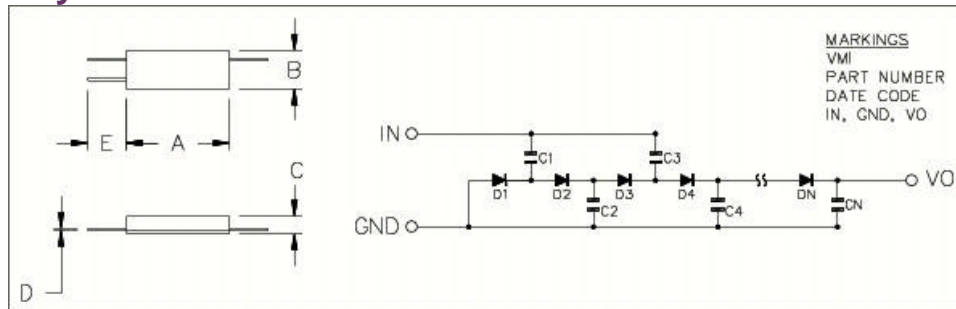 MARKINGS
VMI
PART NUMBER
DATE CODE
IN, GND, VO
B
E
A
C
D
IN
C1
C3
D1
D2
D3
D4
DN
VO
C2
C4
CN
GND